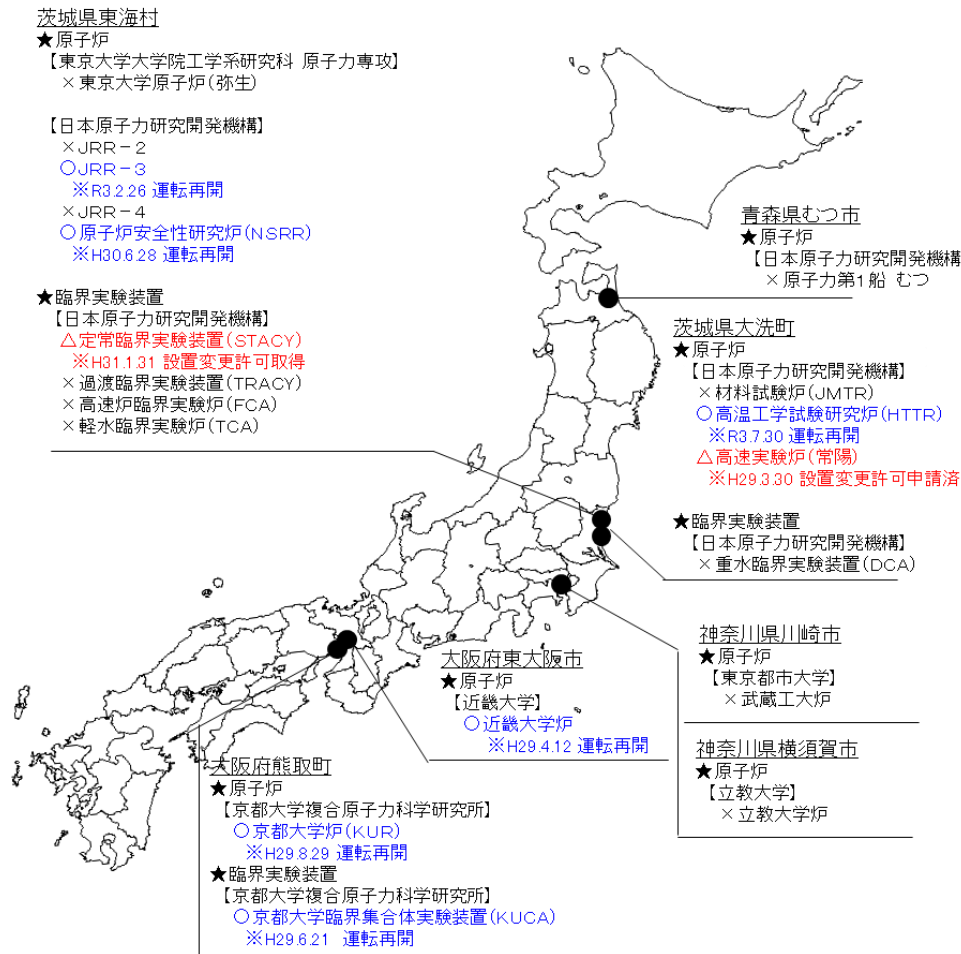 茨城県東海村
★原子炉
【東京大学大学院工学系研究科 原子力専攻】
×東京大学原子炉(弥生)
【日本原子力研究開発機構】
×JRR-2
○JRR-3
※R3.2.26 運転再開
×JRR-4
○原子炉安全性研究炉(NSRR)
※H30.6.28 運転再開
★臨界実験装置
【日本原子力研究開発機構】
△定常臨界実験装置(STACY)
※H31.1.31 設置変更許可取得
×過渡臨界実験装置(TRACY)
×高速炉臨界実験炉(FCA)
×軽水臨界実験炉(TCA)
青森県むつ市
★原子炉
【日本原子力研究開発機構
×原子力第1船 むつ
茨城県大洗町
★原子炉
【日本原子力研究開発機構】
×材料試験炉(JMTR)
○高温工学試験研究炉(HTTR)
※R3.7.30 運転再開
△高速実験炉(常陽)
※H29.3.30 設置変更許可申請済
★臨界実験装置
【日本原子力研究開発機構】
×重水臨界実験装置(DCA)
神奈川県川崎市
★原子炉
【東京都市大学】
×武蔵工大炉
神奈川県横須賀市
★原子炉
【立教大学】
×立教大学炉
大阪府東大阪市
★原子炉
【近畿大学】
○近畿大学炉
※H29.4.12 運転再開
大阪府熊取町
★原子炉
【京都大学複合原子力科学研究所】
○京都大学炉(KUR)
※H29.8.29 運転再開
★臨界実験装置
【京都大学複合原子力科学研究所】
○京都大学臨界集合体実験装置(KUCA)
※H29.6.21 運転再開